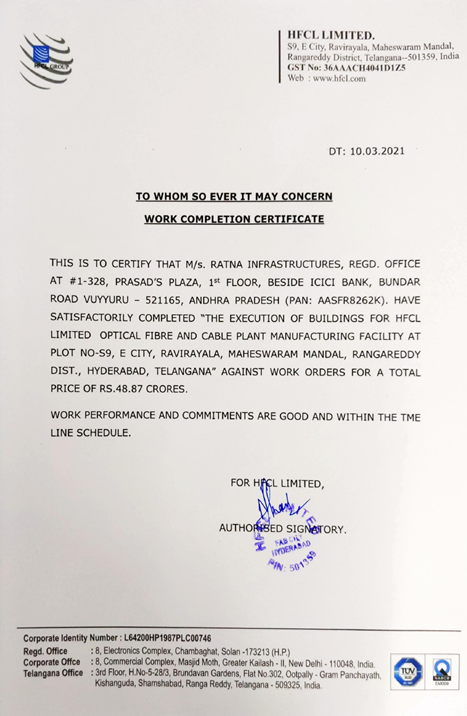 HFCL GROUP
HFCL LIMITED.
S9, E City, Ravirayala, Maheswaram Mandal,
Rangareddy District, Telangana--501359, India
GST No: 36AAACH4041D1Z5
Web : www.hfcl.com
DT: 10.03.2021
TO WHOM SO EVER IT MAY CONCERN
WORK COMPLETION CERTIFICATE
THIS IS TO CERTIFY THAT M/s. RATNA INFRASTRUCTURES, REGD. OFFICE
AT #1-328, PRASAD'S PLAZA, 1st FLOOR, BESIDE ICICI BANK, BUNDAR
ROAD VUYYURU – 521165, ANDHRA PRADESH (PAN: AASFR8262K). HAVE
SATISFACTORILY COMPLETED "THE EXECUTION OF BUILDINGS FOR HFCL
LIMITED OPTICAL FIBRE AND CABLE PLANT MANUFACTURING FACILITY AT
PLOT NO-S9, E CITY, RAVIRAYALA, MAHESWARAM MANDAL, RANGAREDDY
DIST., HYDERABAD, TELANGANA" AGAINST WORK ORDERS FOR A TOTAL
PRICE OF RS.48.87 CRORES.
WORK PERFORMANCE AND COMMITMENTS ARE GOOD AND WITHIN THE TME
LINE SCHEDULE.
FOR HFCL LIMITED,
AUTHORISED SIGNATORY.
HFCL LIMITED
FAB CITY
HYDERABAD
PIN: 501359
Corporate Identity Number : L64200HP1987PLC00746
Regd. Office : 8, Electronics Complex, Chambaghat, Solan -173213 (H.P.)
Corporate Office : 8, Commercial Complex, Masjid Moth, Greater Kailash - II, New Delhi - 110048, India.
Telangana Office : 3rd Floor, H.No-5-28/3, Brundavan Gardens, Flat No.302, Ootpally - Gram Panchayath,
Kishanguda, Shamshabad, Ranga Reddy, Telangana - 509325, India.
TÜV
NABCB